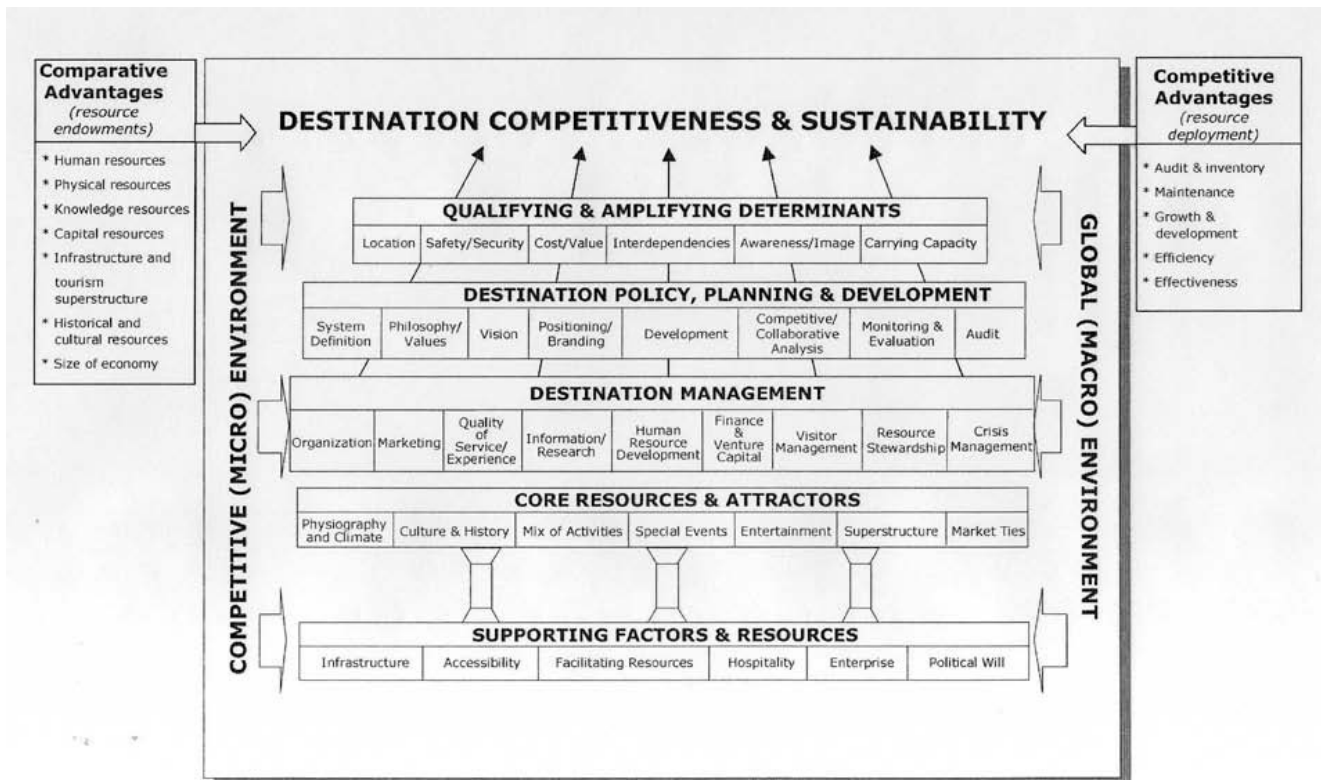 Comparative
Advantages
(resource
endowments)
* Human resources
* Physical resources
* Knowledge resources
* Capital resources
* Infrastructure and
tourism
superstructure
* Historical and
cultural resources
* Size of economy
COMPETITIVE (MICRO) ENVIRONMENT
DESTINATION COMPETITIVENESS & SUSTAINABILITY
QUALIFYING & AMPLIFYING DETERMINANTS
Location
Safety/Security
Cost/Value
Interdependencies
Awareness/Image
Carrying Capacity
DESTINATION POLICY, PLANNING & DEVELOPMENT
System
Definition
Philosophy/
Values
Vision
Positioning/
Branding
Development
Competitive/
Collaborative
Analysis
Monitoring &
Evaluation
Audit
DESTINATION MANAGEMENT
Organization
Marketing
Quality
of
Service/
Experience
Information/
Research
Human
Resource
Development
Finance
&
Venture
Capital
Visitor
Management
Resource
Stewardship
Crisis
Management
CORE RESOURCES & ATTRACTORS
Physiography
and Climate
Culture & History
Mix of Activities
Special Events
Entertainment
Superstructure
Market Ties
SUPPORTING FACTORS & RESOURCES
Infrastructure
Accessibility
Facilitating Resources
Hospitality
Enterprise
Political Will
GLOBAL (MACRO) ENVIRONMENT
Competitive
Advantages
(resource
deployment)
* Audit & inventory
* Maintenance
* Growth &
development
* Efficiency
* Effectiveness